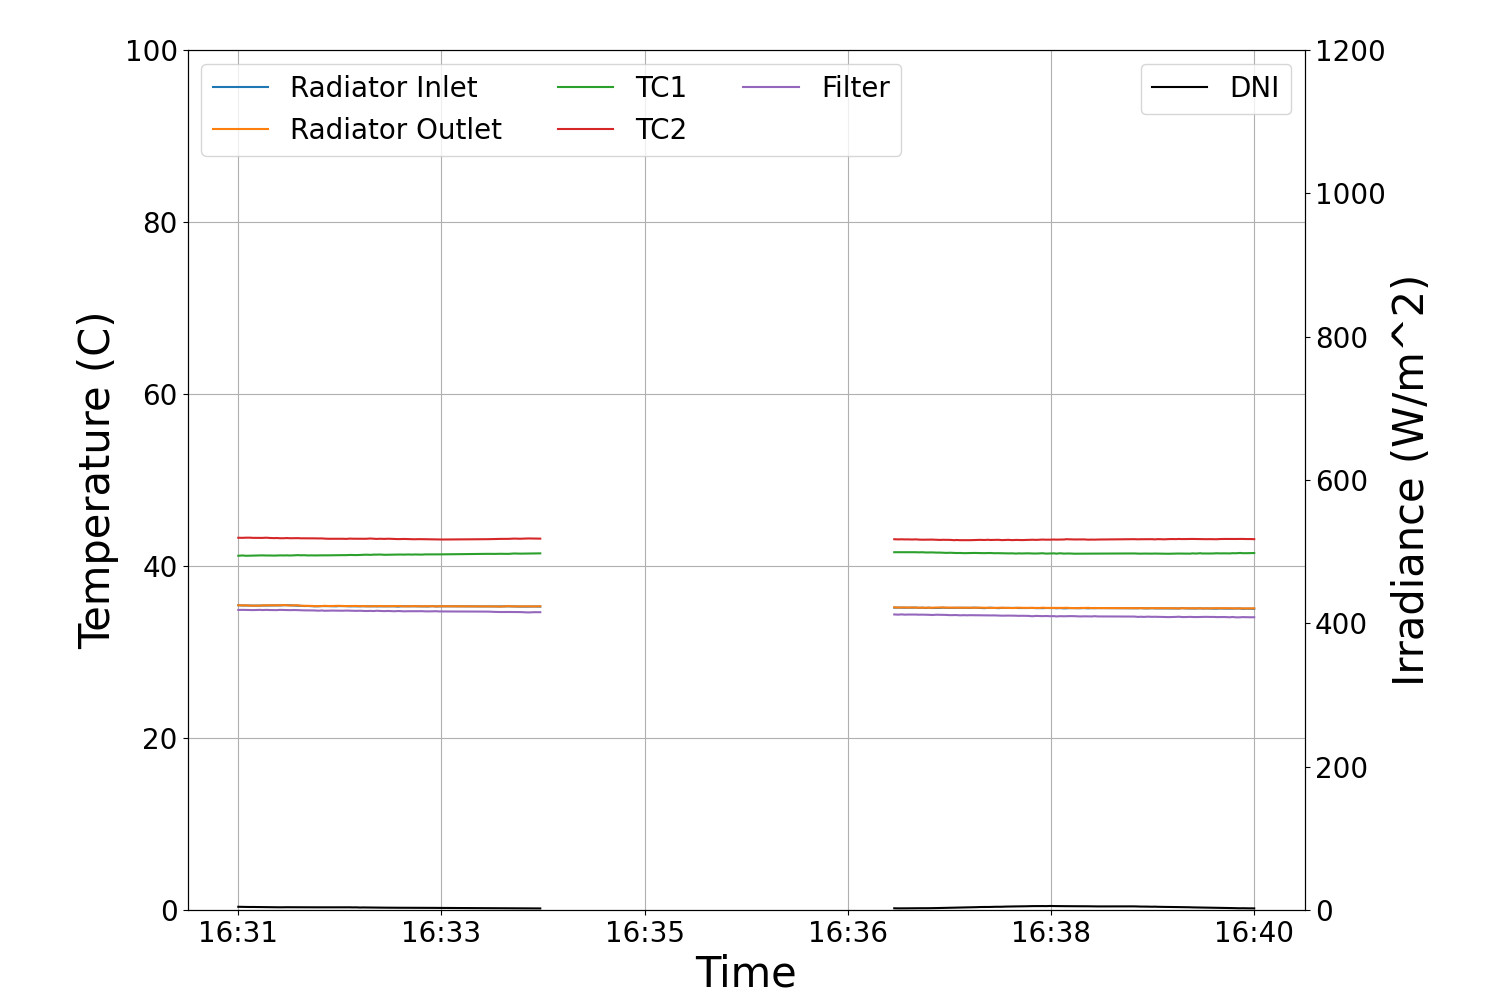 Radiator Inlet
Radiator Outlet
TC1
TC2
Filter
DNI
Temperature (C)
100
80
60
40
20
0
1200
1000
800
600
400
200
0
Irradiance (W/m^2)
16:31 16:33 16:35 16:36 16:38 16:40
Time